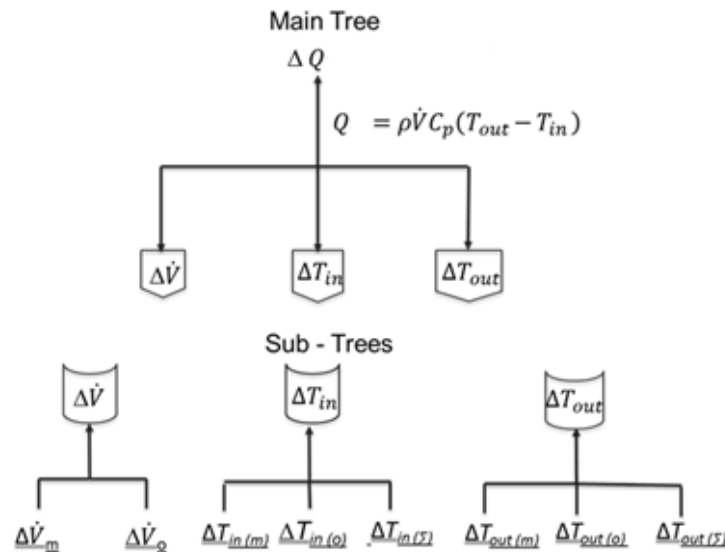 Main Tree
Δ Q
Q = ρV̇C_p(T_out − T_in)
ΔV̇ ΔT_in ΔT_out
Sub - Trees
ΔV̇ ΔT_in ΔT_out
ΔV̇_m ΔV̇_o ΔT_in (m) ΔT_in (o) ΔT_in (Σ) ΔT_out (m) ΔT_out (o) ΔT_out (Σ)